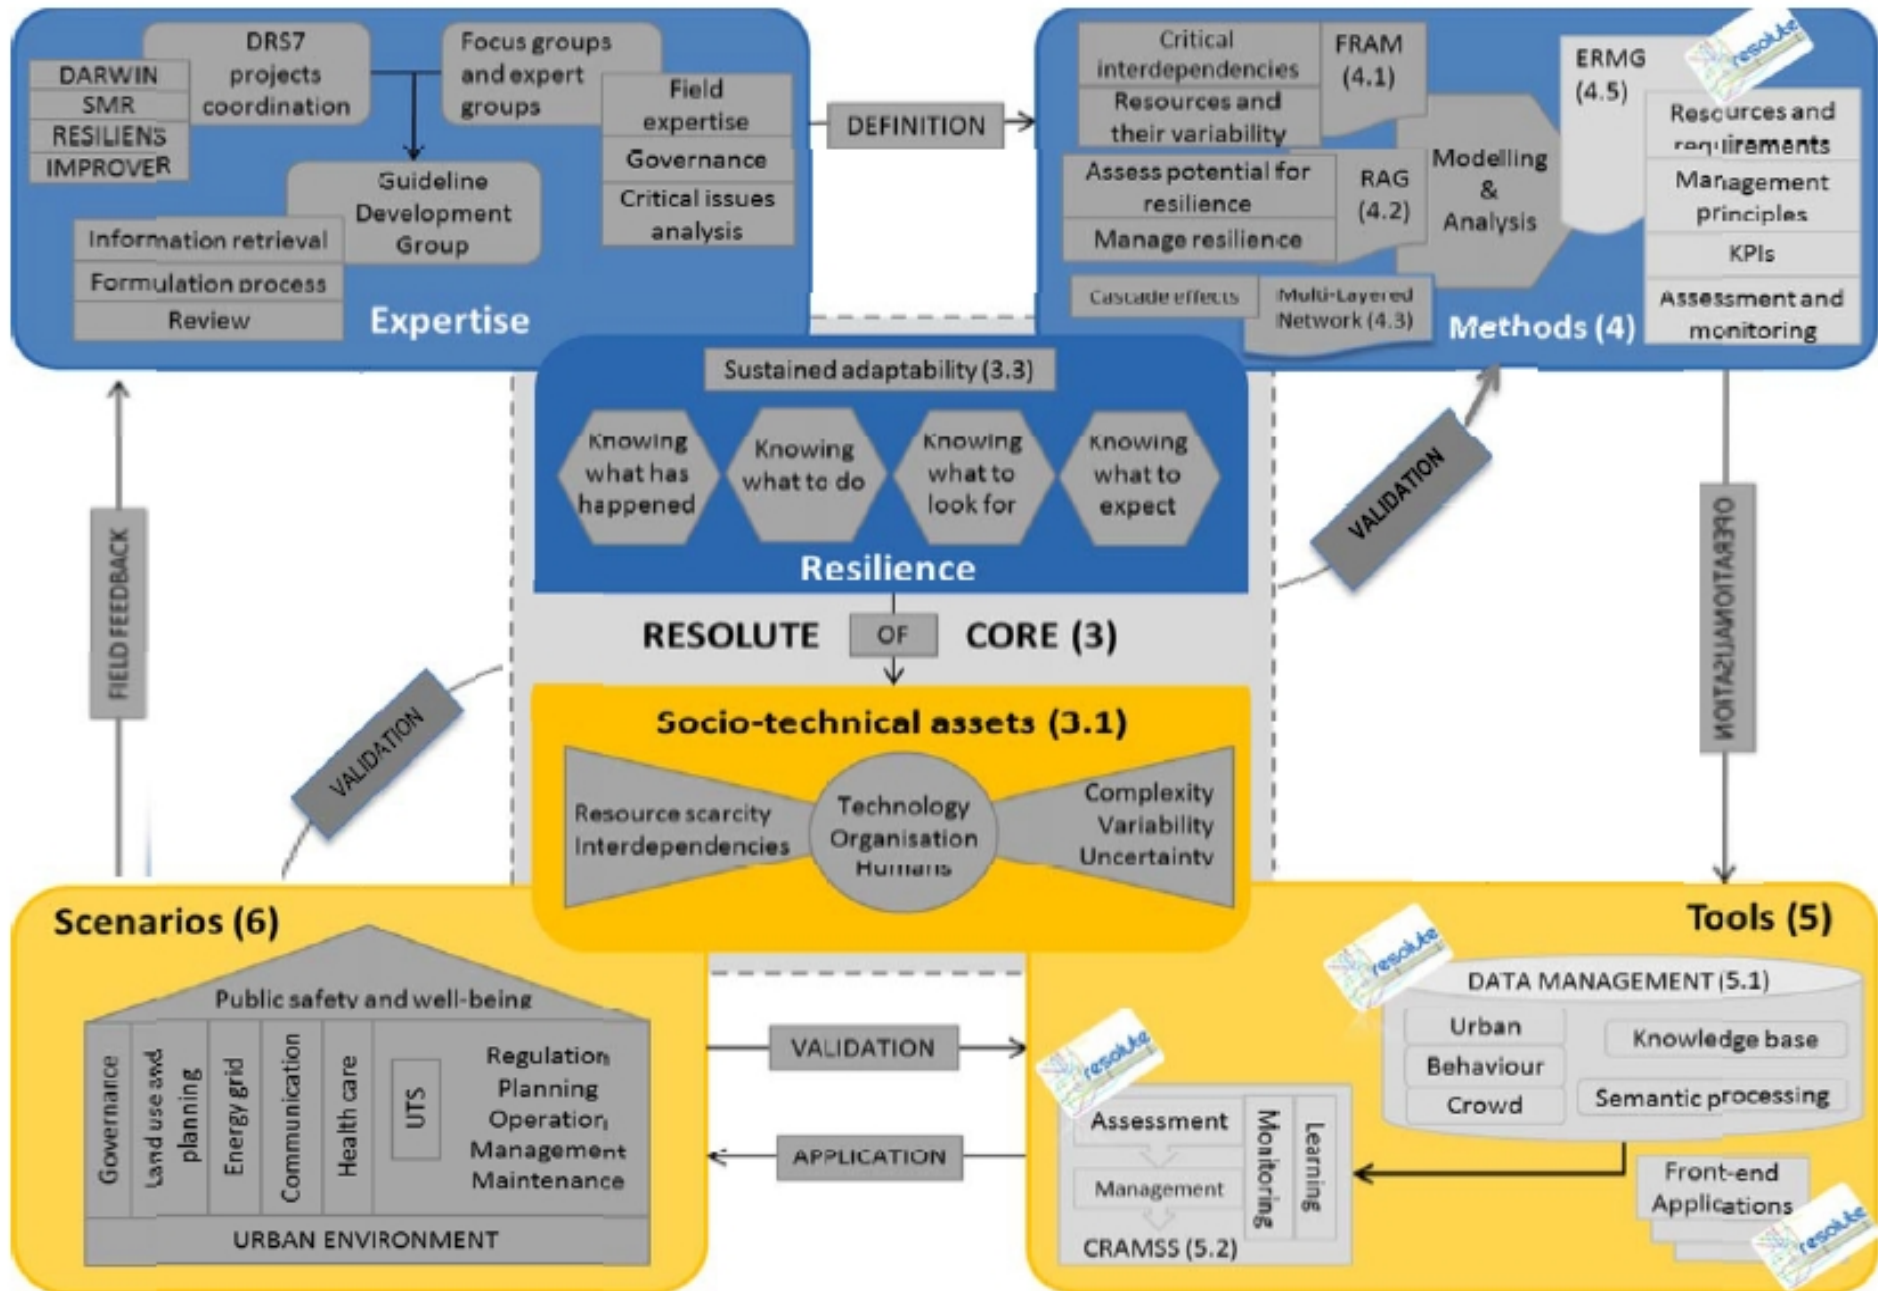 DRS7
projects
coordination
Focus groups
and expert
groups
DARWIN
SMR
RESILIENS
IMPROVER
Field
expertise
Governance
Critical issues
analysis
Guideline
Development
Group
Information retrieval
Formulation process
Review
Expertise
DEFINITION
Critical
interdependencies
Resources and
their variability
FRAM
(4.1)
Assess potential for
resilience
Manage resilience
RAG
(4.2)
Cascade effects
Multi-Layered
Network (4.3)
Modelling
&
Analysis
ERMG
(4.5)
resolute
Resources and
requirements
Management
principles
KPIs
Assessment and
monitoring
Methods (4)
Sustained adaptability (3.3)
Knowing
what has
happened
Knowing
what to do
Knowing
what to
look for
Knowing
what to
expect
Resilience
RESOLUTE OF CORE (3)
Socio-technical assets (3.1)
Resource scarcity
Interdependencies
Technology
Organisation
Humans
Complexity
Variability
Uncertainty
FIELD FEEDBACK
VALIDATION
VALIDATION
OPERATIONALISATION
Scenarios (6)
Public safety and well-being
Governance
Land use and
planning
Energy grid
Communication
Health care
UTS
Regulation
Planning
Operation
Management
Maintenance
URBAN ENVIRONMENT
VALIDATION
APPLICATION
Tools (5)
resolute
DATA MANAGEMENT (5.1)
Urban
Behaviour
Crowd
Knowledge base
Semantic processing
resolute
Assessment
Management
Monitoring
Learning
CRAMSS (5.2)
Front-end
Applications
resolute